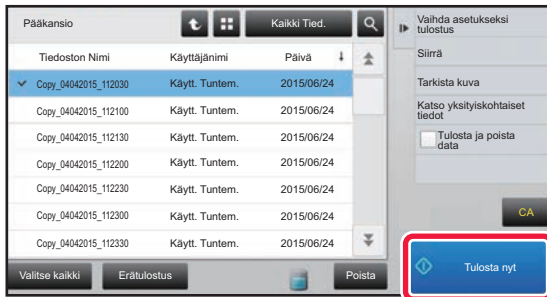 Pääkansio
Kaikki Tied.
Tiedoston Nimi Käyttäjänimi Päivä
Copy_04042015_112030 Käytt. Tuntem. 2015/06/24
Copy_04042015_112100 Käytt. Tuntem. 2015/06/24
Copy_04042015_112130 Käytt. Tuntem. 2015/06/24
Copy_04042015_112200 Käytt. Tuntem. 2015/06/24
Copy_04042015_112230 Käytt. Tuntem. 2015/06/24
Copy_04042015_112300 Käytt. Tuntem. 2015/06/24
Copy_04042015_112330 Käytt. Tuntem. 2015/06/24
Valitse kaikki Erätulostus Poista
Vaihda asetukseksi
tulostus
Siirrä
Tarkista kuva
Katso yksityiskohtaiset
tiedot
Tulosta ja poista
data
CA
Tulosta nyt